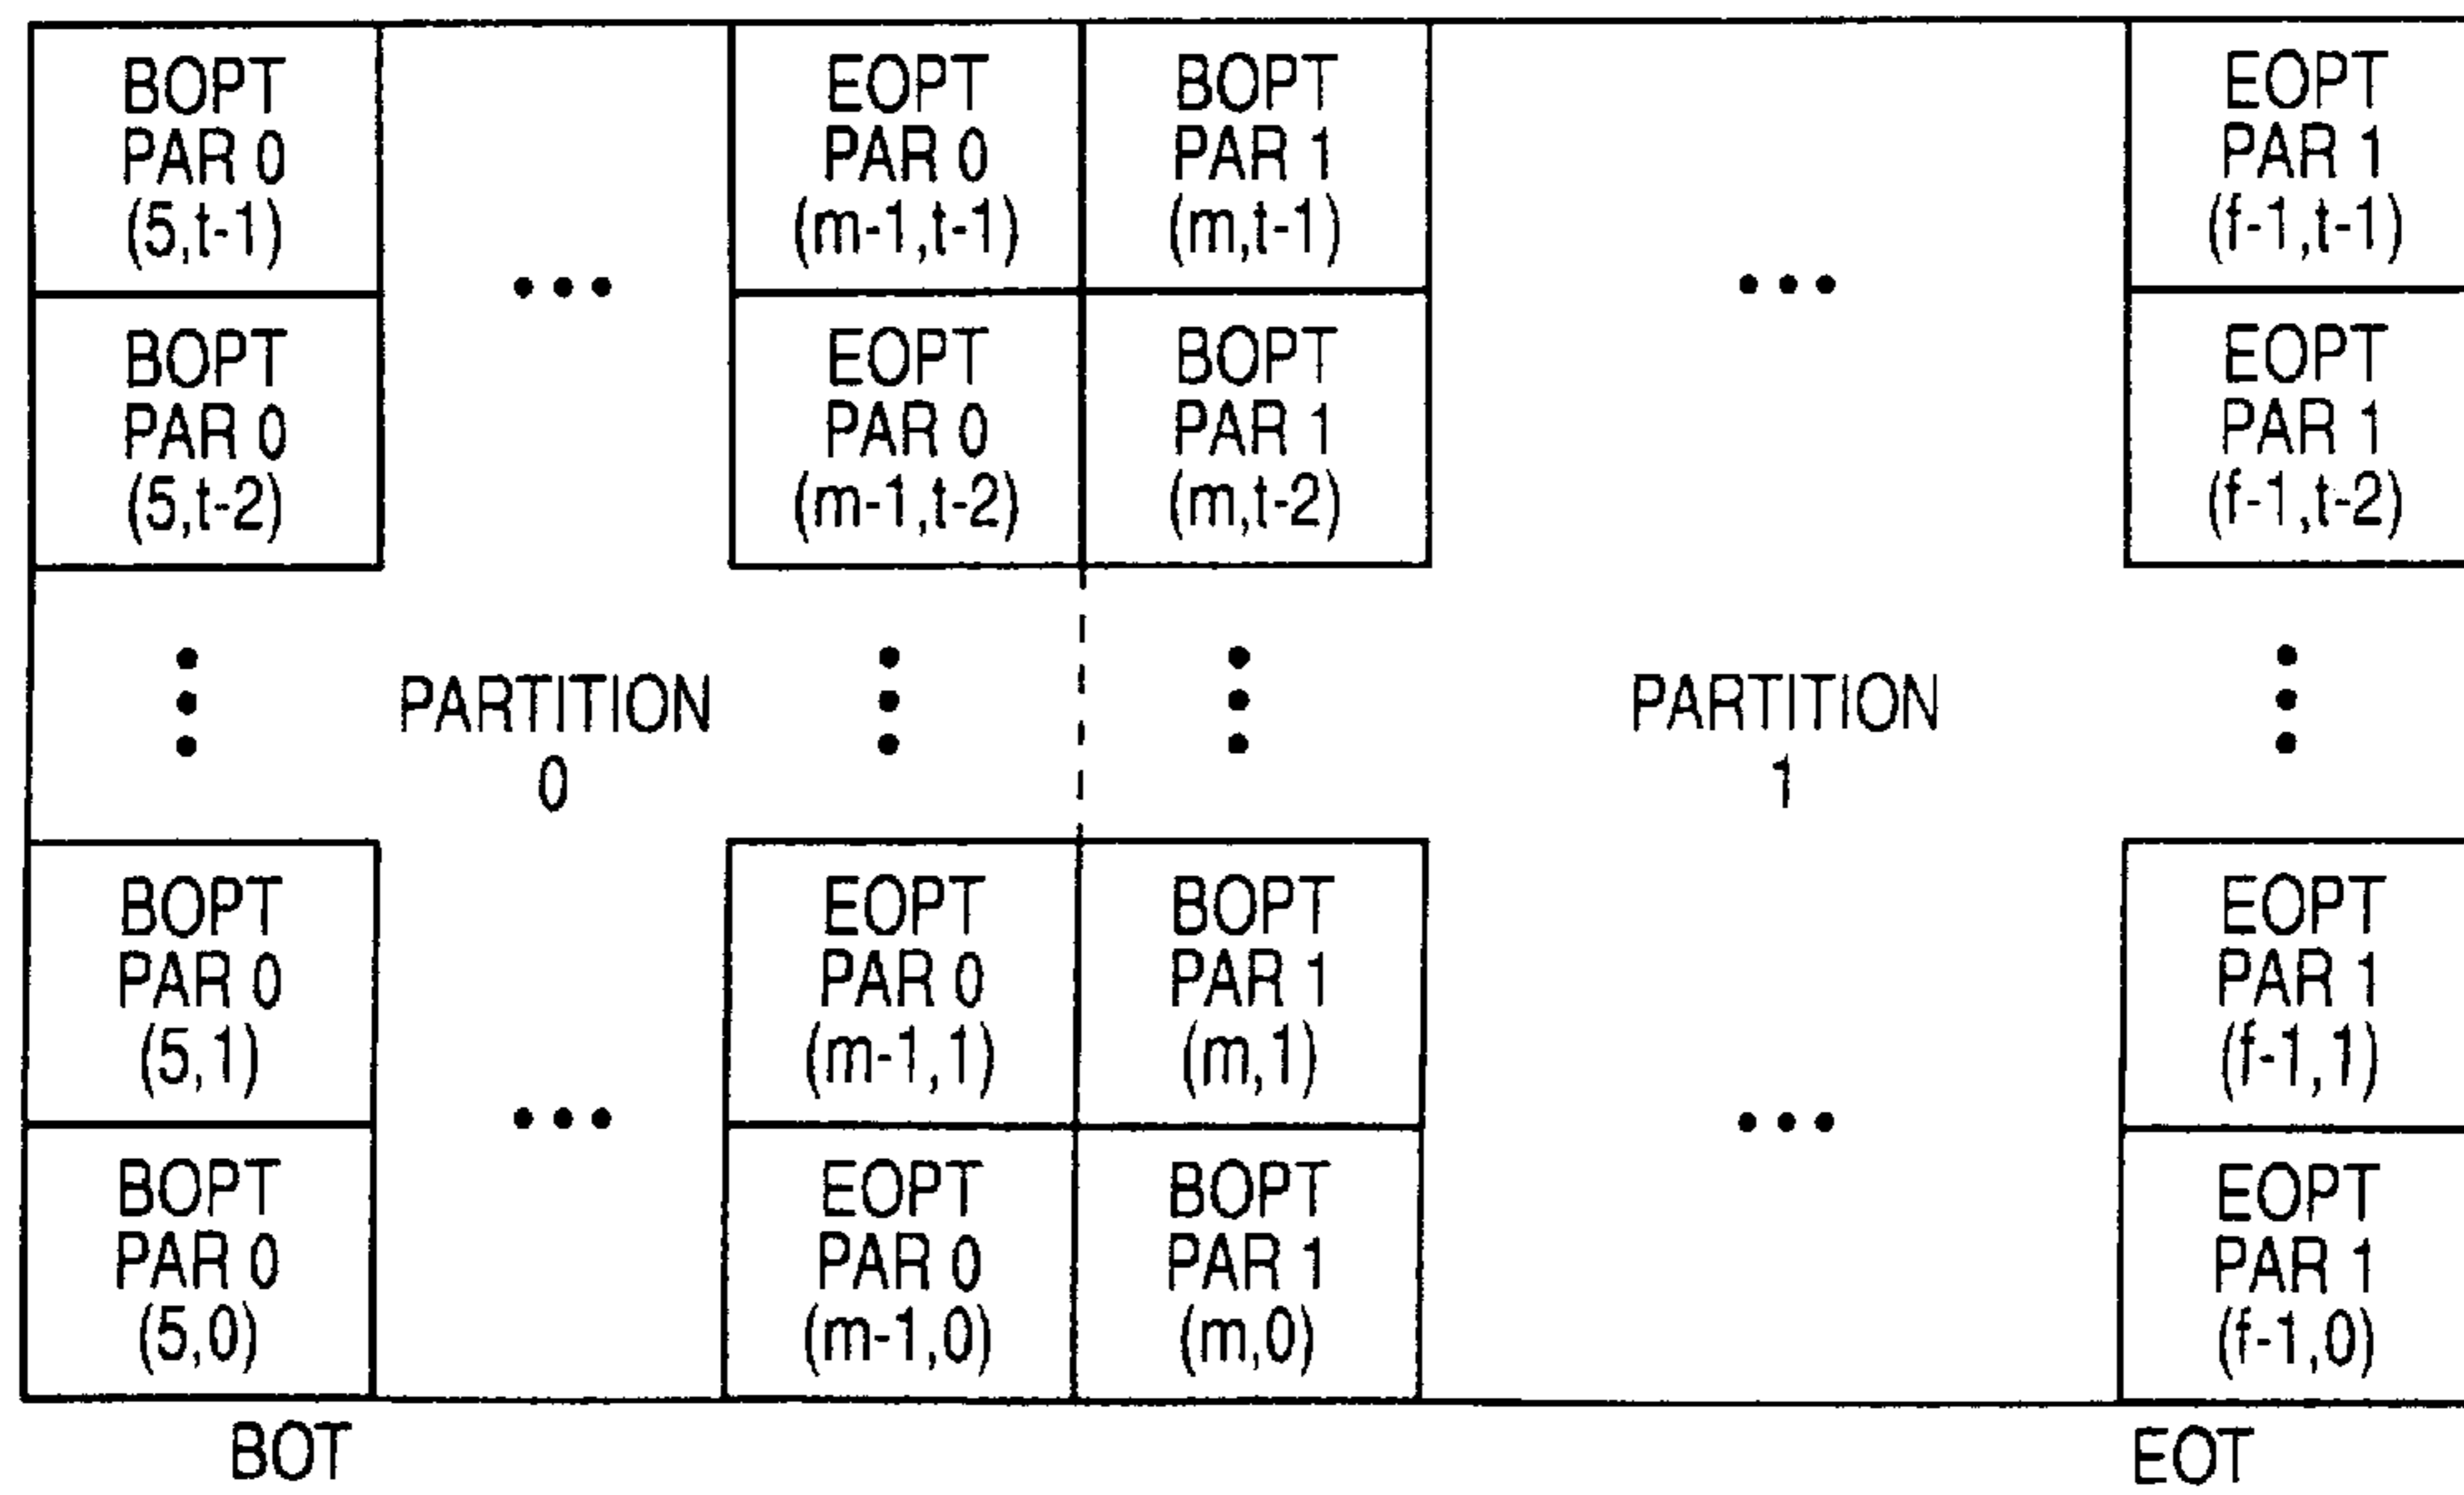 BOPT
PAR 0
(5,t-1)
EOPT
PAR 0
(m-1,t-1)
BOPT
PAR 1
(m,t-1)
EOPT
PAR 1
(f-1,t-1)
BOPT
PAR 0
(5,t-2)
EOPT
PAR 0
(m-1,t-2)
BOPT
PAR 1
(m,t-2)
EOPT
PAR 1
(f-1,t-2)
PARTITION
0
PARTITION
1
BOPT
PAR 0
(5,1)
EOPT
PAR 0
(m-1,1)
BOPT
PAR 1
(m,1)
EOPT
PAR 1
(f-1,1)
BOPT
PAR 0
(5,0)
EOPT
PAR 0
(m-1,0)
BOPT
PAR 1
(m,0)
EOPT
PAR 1
(f-1,0)
BOT
EOT